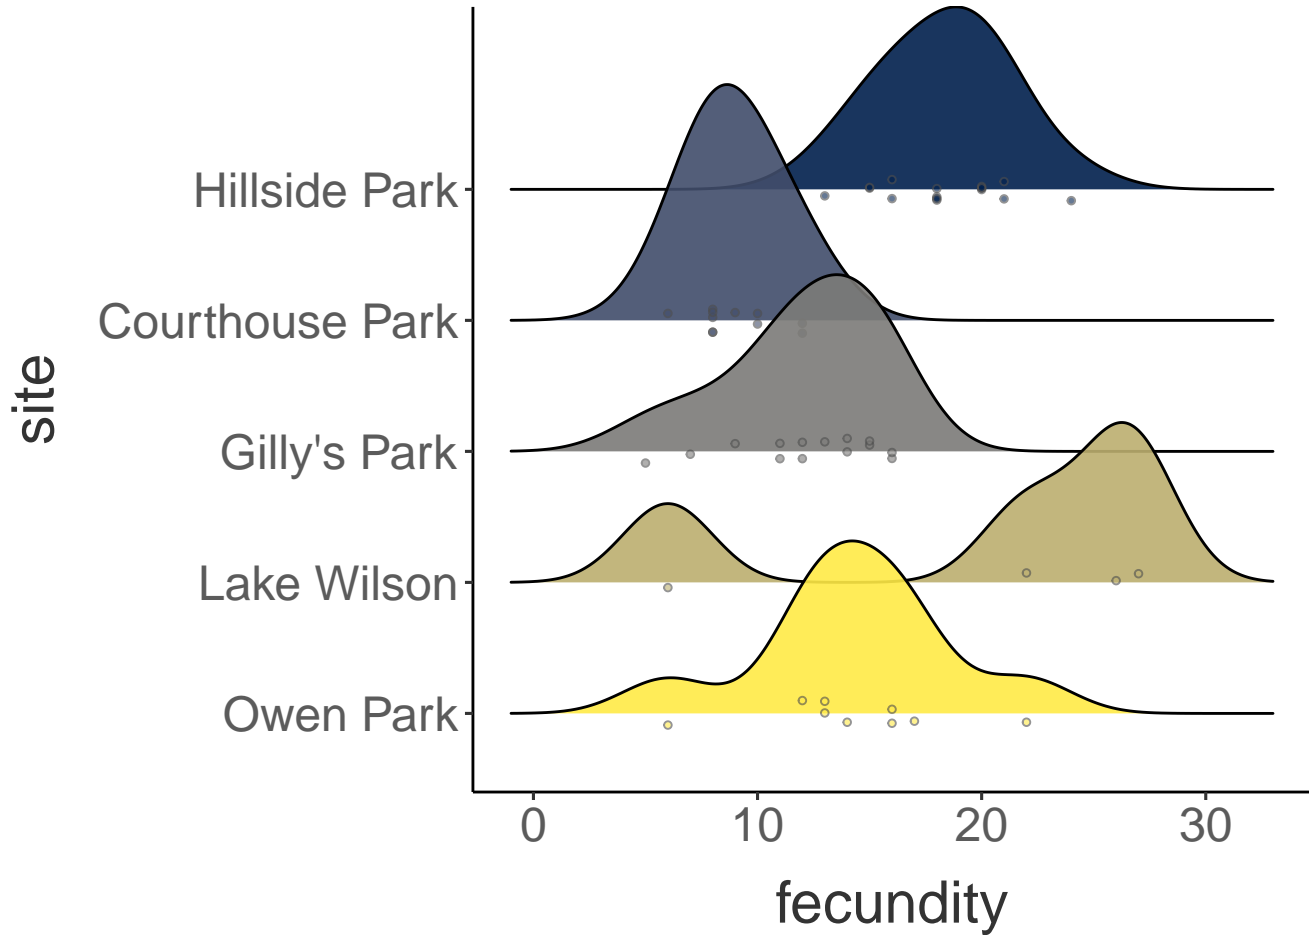 Hillside Park
Courthouse Park
Gilly's Park
Lake Wilson
Owen Park
site
0 10 20 30
fecundity